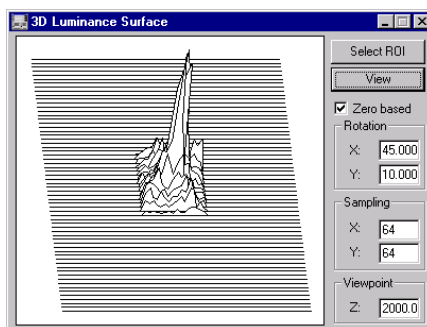 3D Luminance Surface
Select ROI
View
Zero based
Rotation
X: 45.000
Y: 10.000
Sampling
X: 64
Y: 64
Viewpoint
Z: 2000.0